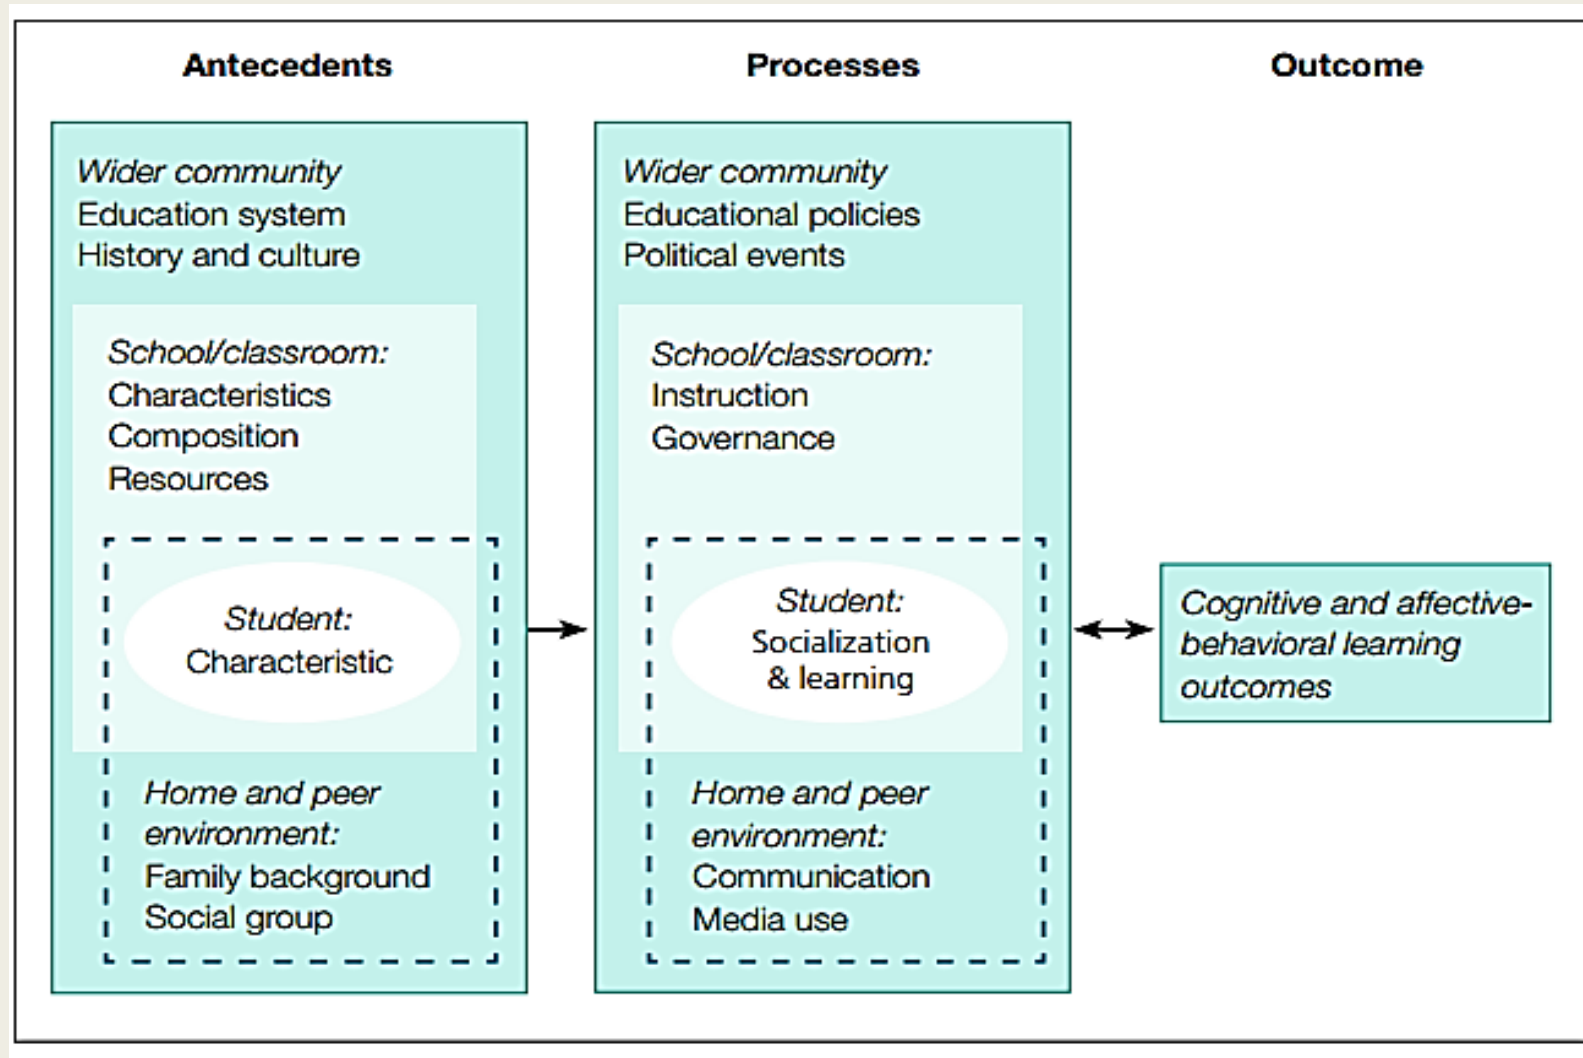 Antecedents
Wider community
Education system
History and culture
School/classroom:
Characteristics
Composition
Resources
Student:
Characteristic
Home and peer
environment:
Family background
Social group
Processes
Wider community
Educational policies
Political events
School/classroom:
Instruction
Governance
Student:
Socialization
& learning
Home and peer
environment:
Communication
Media use
Outcome
Cognitive and affective-
behavioral learning
outcomes